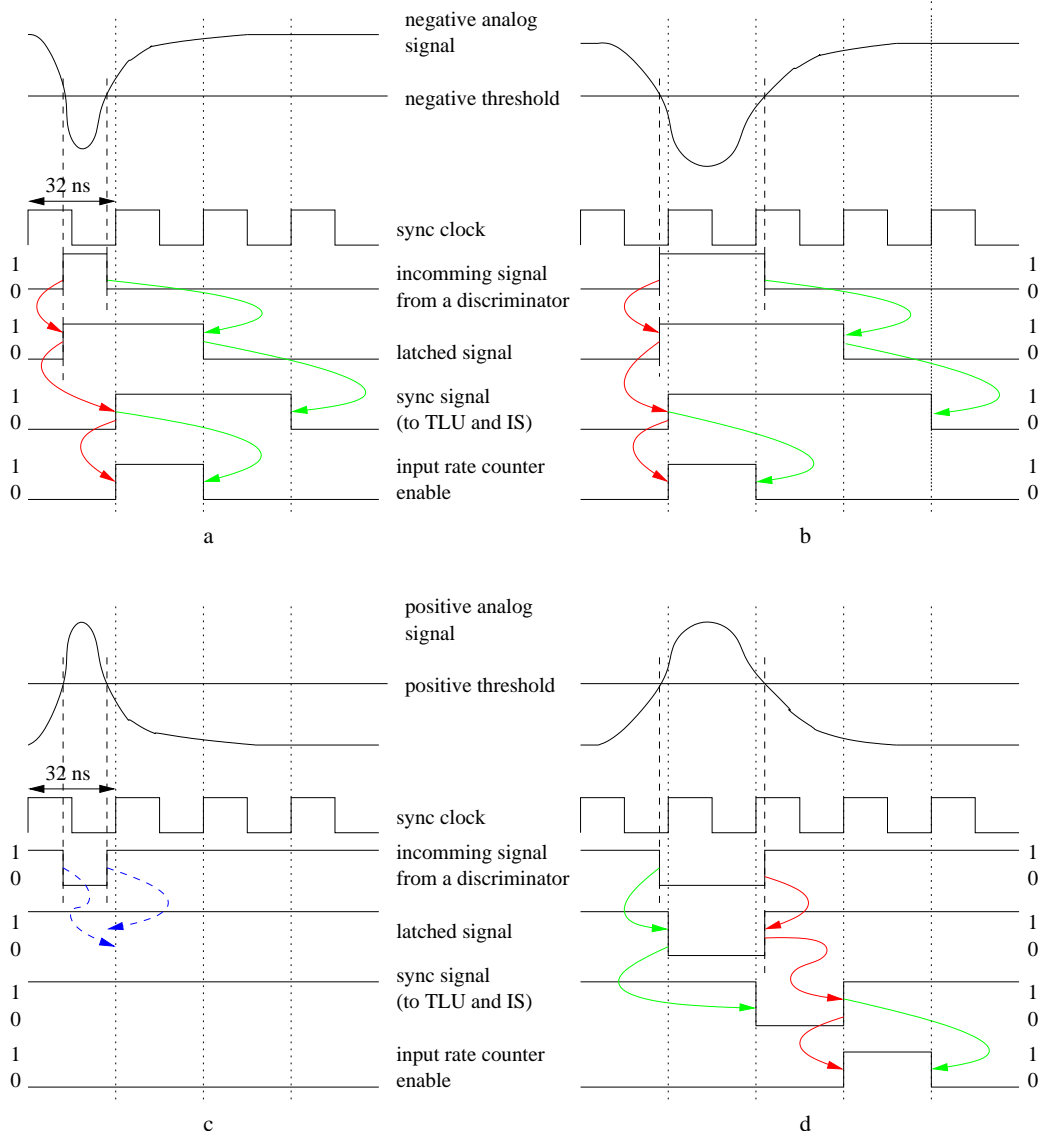 negative analog
signal
negative threshold
32 ns
sync clock
1
0
incomming signal
from a discriminator
1
0
1
0
latched signal
1
0
1
0
sync signal
(to TLU and IS)
1
0
1
0
input rate counter
enable
1
0
a
b
positive analog
signal
positive threshold
32 ns
sync clock
1
0
incomming signal
from a discriminator
1
0
1
0
latched signal
1
0
1
0
sync signal
(to TLU and IS)
1
0
1
0
input rate counter
enable
1
0
c
d